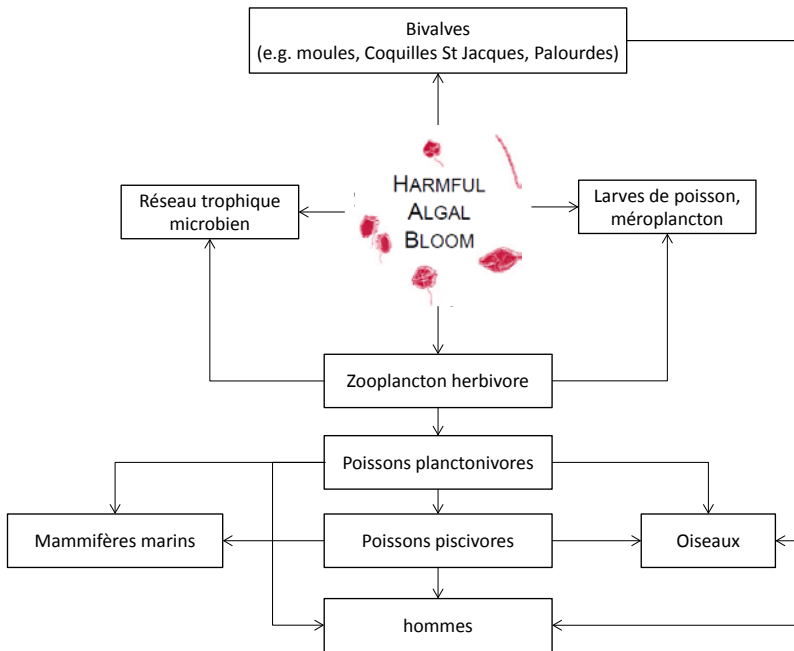 Bivalves
(e.g. moules, Coquilles St Jacques, Palourdes)
HARMFUL
ALGAL
BLOOM
Réseau trophique
microbien
Larves de poisson,
méroplancton
Zooplancton herbivore
Poissons planctonivores
Mammifères marins
Poissons piscivores
Oiseaux
hommes